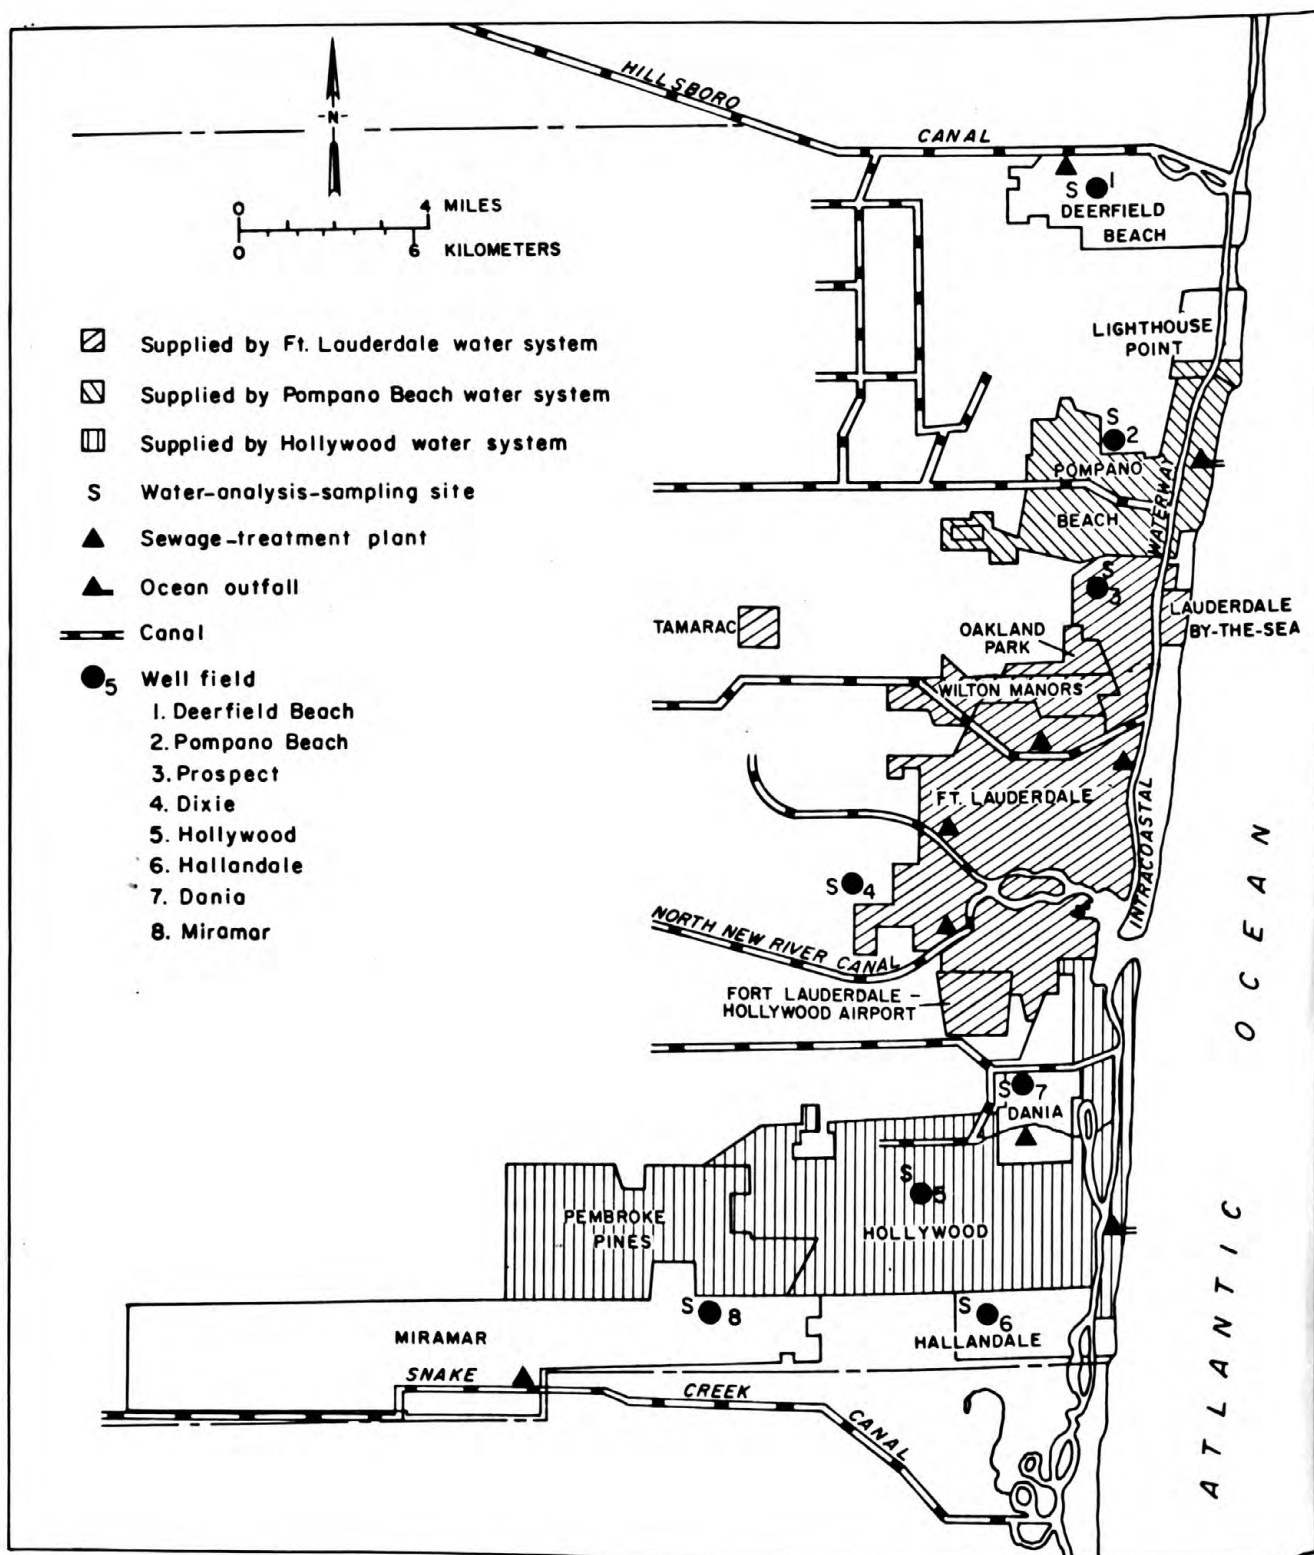 HILLSBORO
CANAL
N
0 4 MILES
0 6 KILOMETERS
S 1
DEERFIELD
BEACH
LIGHTHOUSE
POINT
Supplied by Ft. Lauderdale water system
Supplied by Pompano Beach water system
Supplied by Hollywood water system
S Water-analysis-sampling site
Sewage-treatment plant
Ocean outfall
Canal
5 Well field
1. Deerfield Beach
2. Pompano Beach
3. Prospect
4. Dixie
5. Hollywood
6. Hallandale
7. Dania
8. Miramar
S 2
POMPANO
BEACH
WATERWAY
S 3
LAUDERDALE
BY-THE-SEA
TAMARAC
OAKLAND
PARK
WILTON MANORS
FT. LAUDERDALE
INTRACOASTAL
S 4
NORTH NEW RIVER CANAL
FORT LAUDERDALE -
HOLLYWOOD AIRPORT
S 7
DANIA
S 5
HOLLYWOOD
PEMBROKE
PINES
S 8
S 6
MIRAMAR
HALLANDALE
SNAKE
CREEK
CANAL
ATLANTIC
OCEAN